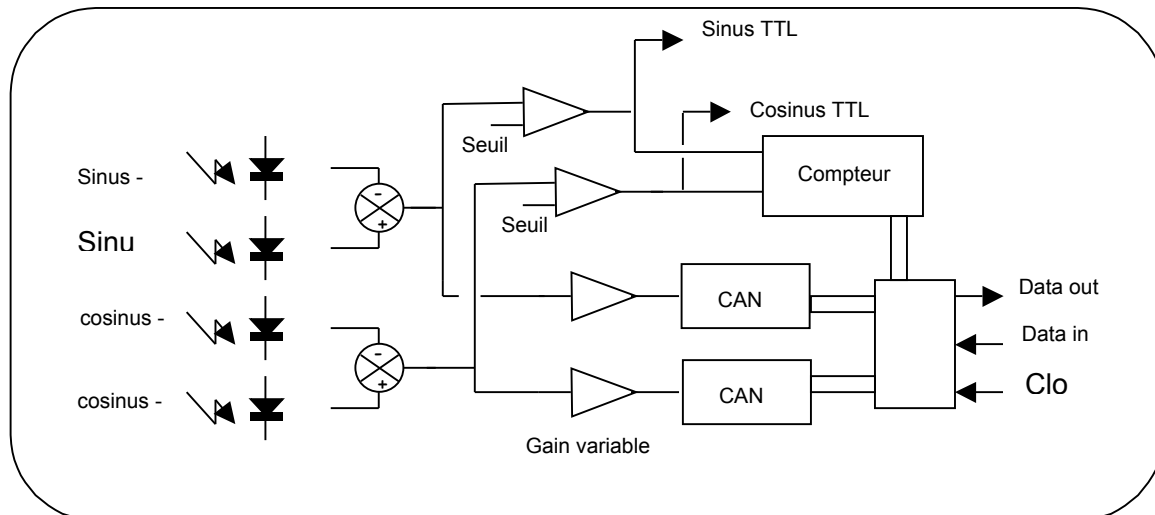 Sinus TTL
Cosinus TTL
Seuil
Compteur
Sinus -
-
+
Seuil
Sinu
CAN
Data out
cosinus -
Data in
-
+
cosinus -
CAN
Clo
Gain variable